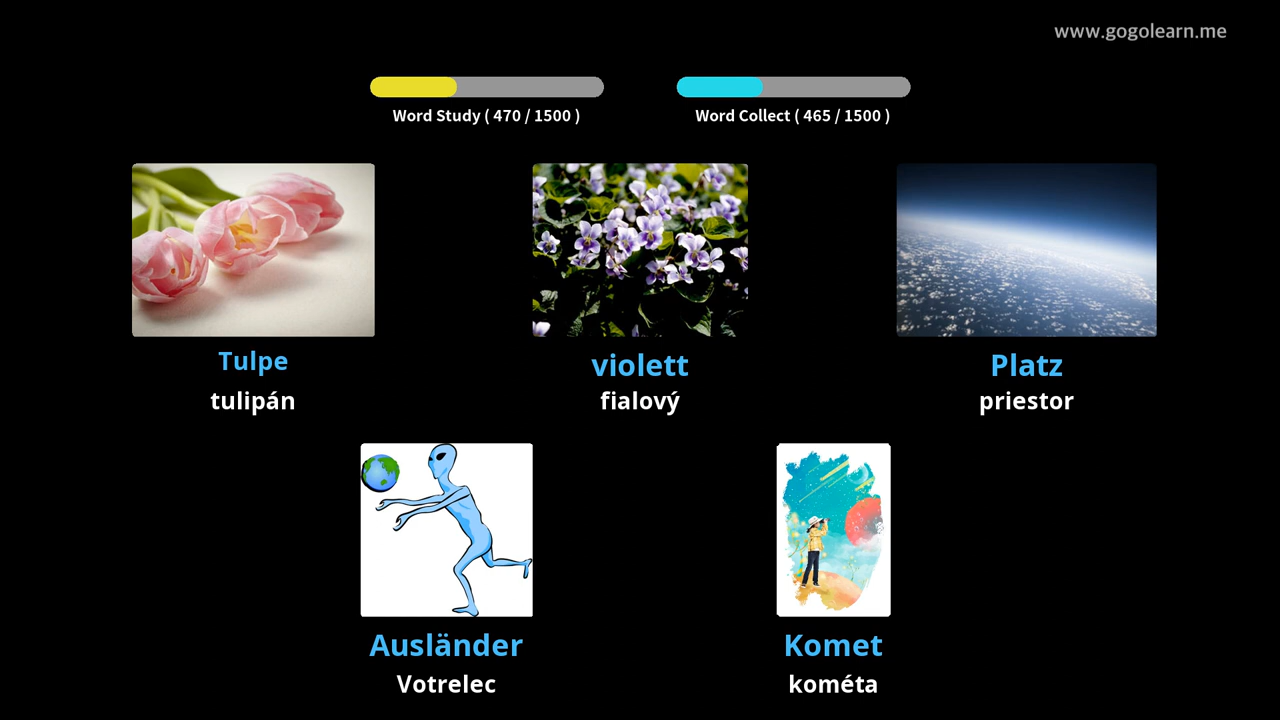 www.gogolearn.me
Word Study ( 470 / 1500 )
Word Collect ( 465 / 1500 )
Tulpe
tulipán
violett
fialový
Platz
priestor
Ausländer
Votrelec
Komet
kométa